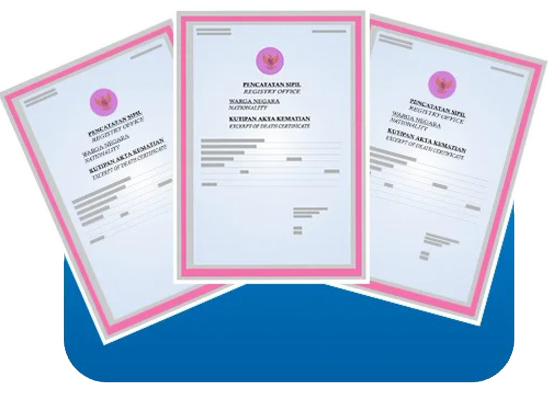 PENCATATAN SIPIL
REGISTRY OFFICE
WARGA NEGARA
NATIONALITY
KUTIPAN AKTA KEMATIAN
EXCERPT OF DEATH CERTIFICATE
PENCATATAN SIPIL
REGISTRY OFFICE
WARGA NEGARA
NATIONALITY
KUTIPAN AKTA KEMATIAN
EXCERPT OF DEATH CERTIFICATE
PENCATATAN SIPIL
REGISTRY OFFICE
WARGA NEGARA
NATIONALITY
KUTIPAN AKTA KEMATIAN
EXCERPT OF DEATH CERTIFICATE